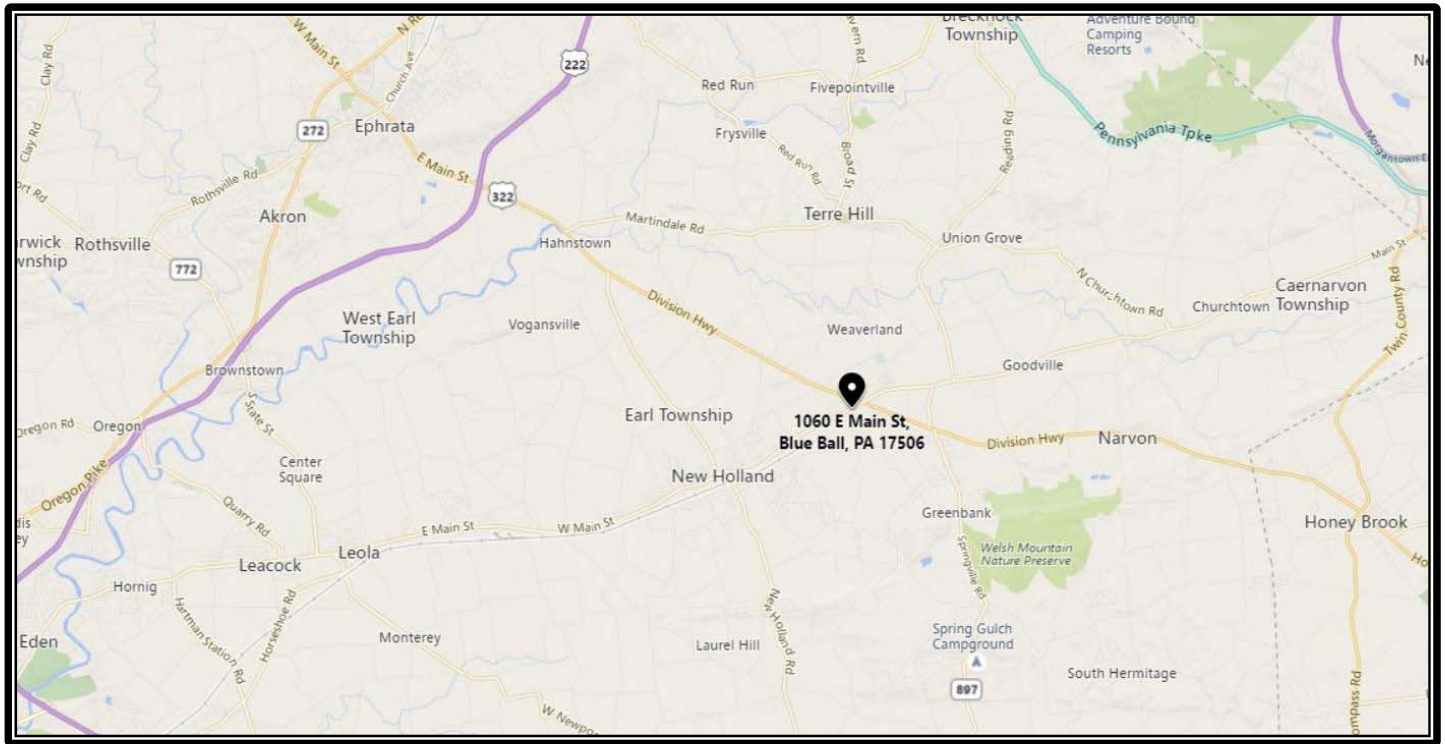 Clay Rd
W Main St
Church Ave
222
Red Run
Fivepointville
Township
Adventure Bound
Camping
Resorts
272
Ephrata
Frysville
Red Run Rd
Broad St
Reading Rd
Pennsylvania Tpke
Clay Rd
Rothsville Rd
E Main St
322
Akron
Martindale Rd
Terre Hill
Rothsville
Hahnstown
Union Grove
Main St
772
N Churchtown Rd
Caernarvon
Township
Churchtown
Twin County Rd
West Earl
Township
Vogansville
Division Hwy
Weaverland
Brownstown
Goodville
S State St
Earl Township
1060 E Main St,
Blue Ball, PA 17506
Oregon Rd
Oregon
Division Hwy
Narvon
Oregon Pike
Center
Square
New Holland
Quarry Rd
Greenbank
Honey Brook
E Main St
W Main St
Leola
Leacock
Welsh Mountain
Nature Preserve
Springville Rd
Hornig
Hartman Station Rd
Horseshoe Rd
New Holland Rd
Eden
Monterey
Laurel Hill
Spring Gulch
Campground
South Hermitage
897